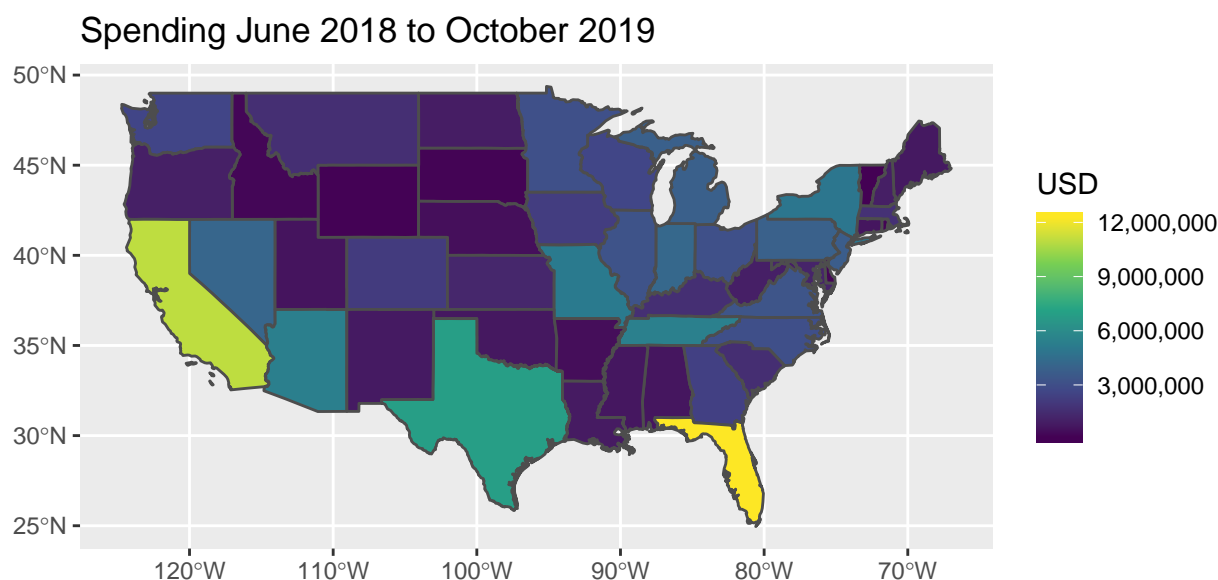 Spending June 2018 to October 2019
50°N
45°N
40°N
35°N
30°N
25°N
120°W 110°W 100°W 90°W 80°W 70°W
USD
12,000,000
9,000,000
6,000,000
3,000,000